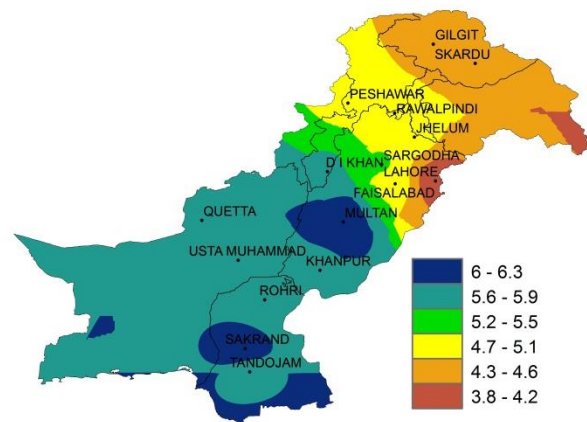 GILGIT
SKARDU
PESHAWAR
RAWALPINDI
JHELUM
SARGODHA
D I KHAN
LAHORE
FAISALABAD
QUETTA
MULTAN
USTA MUHAMMAD
KHANPUR
ROHRI
SAKRAND
TANDOJAM
6 - 6.3
5.6 - 5.9
5.2 - 5.5
4.7 - 5.1
4.3 - 4.6
3.8 - 4.2